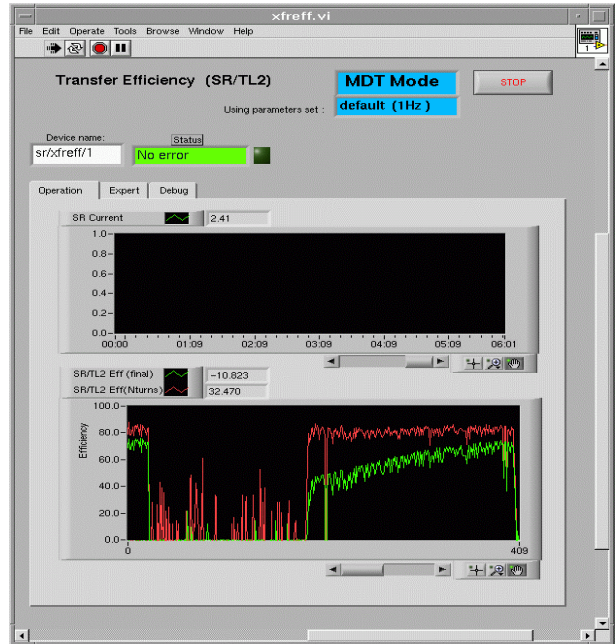 xfreff.vi
File Edit Operate Tools Browse Window Help
1
Transfer Efficiency (SR/TL2)
MDT Mode
STOP
Using parameters set :
default (1Hz )
Device name:
Status
sr/xfreff/1
No error
Operation Expert Debug
SR Current
2.41
1.0
0.8
0.6
0.4
0.2
0.0
00:00 01:09 02:09 03:09 04:09 05:09 06:01
SR/TL2 Eff (final)
-10.823
SR/TL2 Eff(Nturns)
32.470
Efficiency
100.0
80.0
60.0
40.0
20.0
0.0
0 409